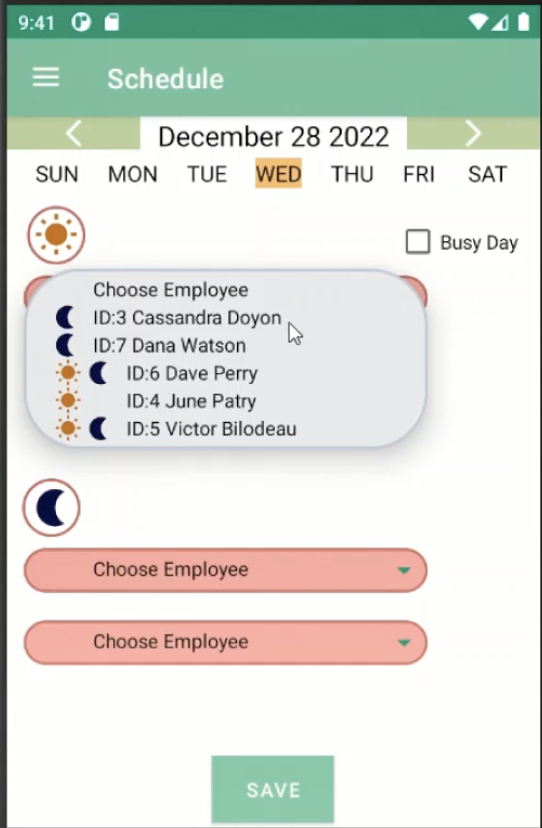 9:41
Schedule
December 28 2022
SUN MON TUE WED THU FRI SAT
Busy Day
Choose Employee
ID:3 Cassandra Doyon
ID:7 Dana Watson
ID:6 Dave Perry
ID:4 June Patry
ID:5 Victor Bilodeau
Choose Employee
Choose Employee
SAVE